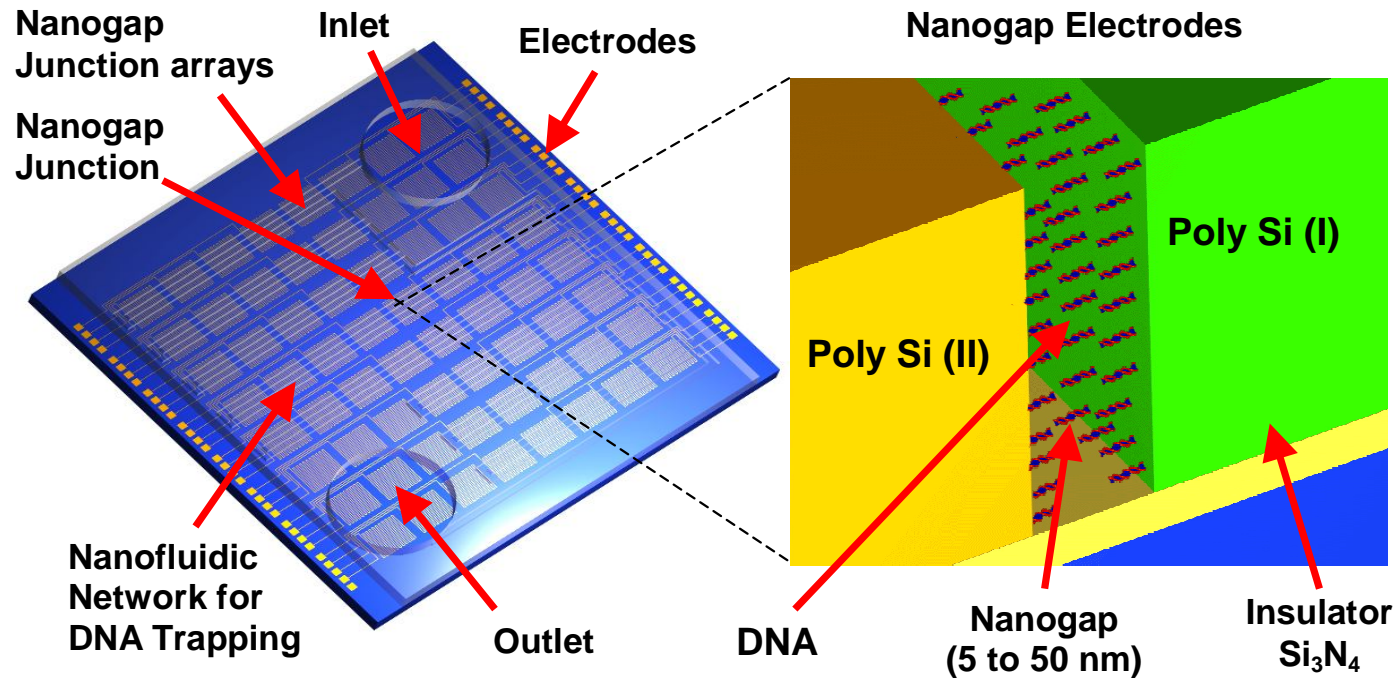 Nanogap
Junction arrays
Inlet
Electrodes
Nanogap Electrodes
Nanogap
Junction
Poly Si (I)
Poly Si (II)
Nanofluidic
Network for
DNA Trapping
Outlet
DNA
Nanogap
(5 to 50 nm)
Insulator
Si₃N₄